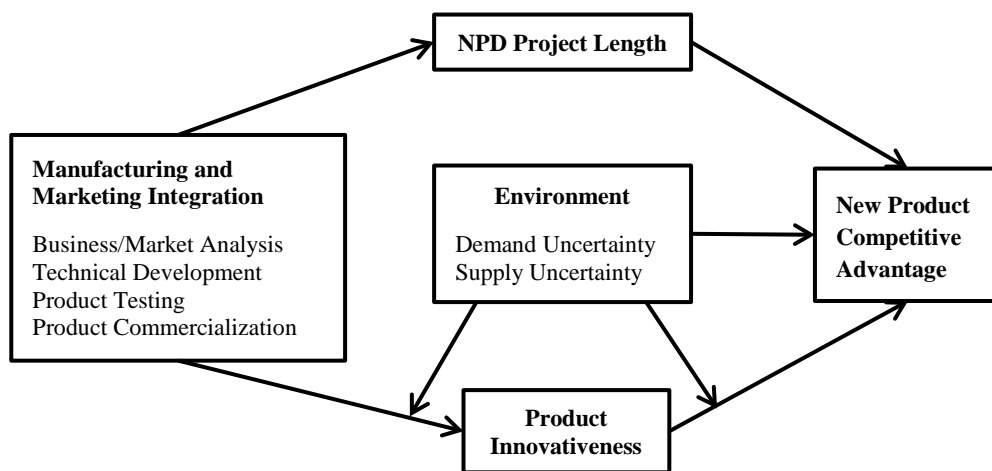 NPD Project Length
Manufacturing and
Marketing Integration
Business/Market Analysis
Technical Development
Product Testing
Product Commercialization
Environment
Demand Uncertainty
Supply Uncertainty
New Product
Competitive
Advantage
Product
Innovativeness